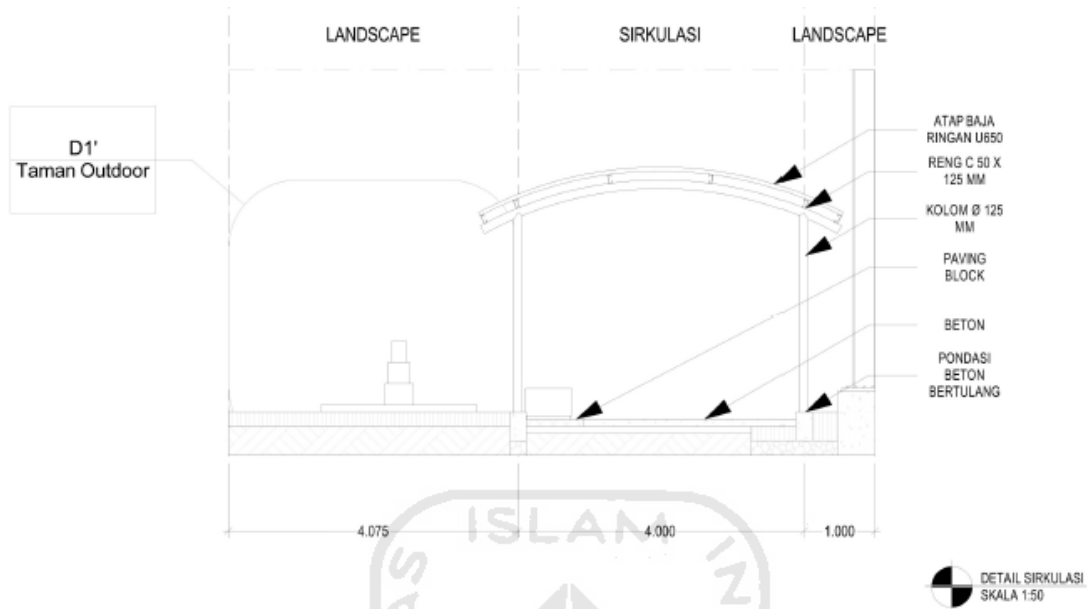 LANDSCAPE
SIRKULASI
LANDSCAPE
D1'
Taman Outdoor
ATAP BAJA
RINGAN U650
RENG C 50 X
125 MM
KOLOM Ø 125
MM
PAVING
BLOCK
BETON
PONDASI
BETON
BERTULANG
4.075
4.000
1.000
ISLAM
DETAIL SIRKULASI
SKALA 1:50